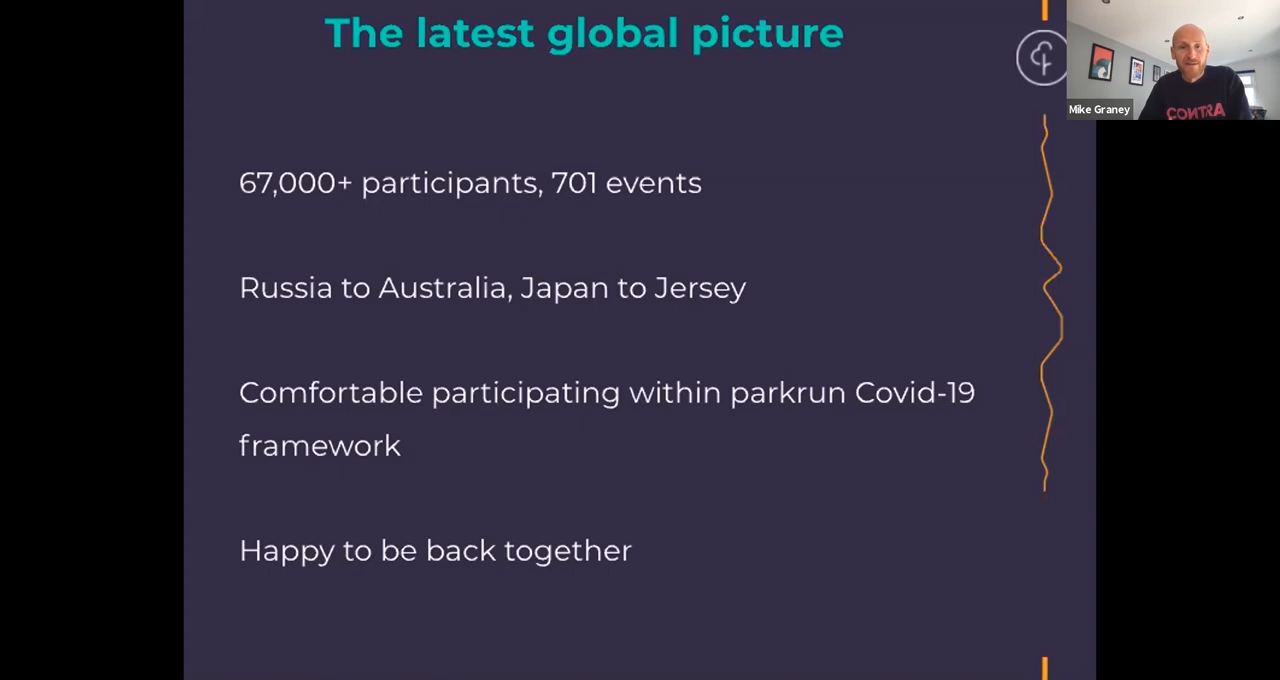 The latest global picture
Mike Graney
CONTRA
67,000+ participants, 701 events
Russia to Australia, Japan to Jersey
Comfortable participating within parkrun Covid-19
framework
Happy to be back together